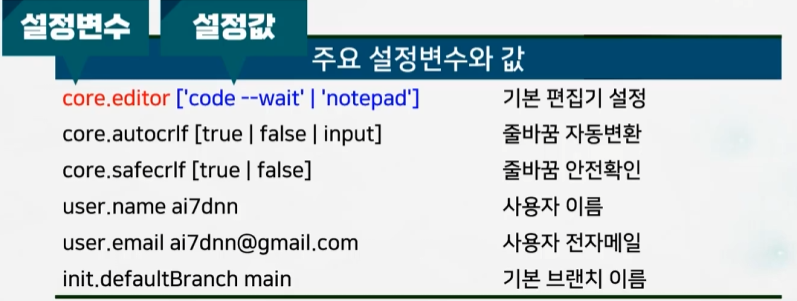 설정변수 설정값
주요 설정변수와 값
core.editor ['code --wait' | 'notepad'] 기본 편집기 설정
core.autocrlf [true | false | input] 줄바꿈 자동변환
core.safecrlf [true | false] 줄바꿈 안전확인
user.name ai7dnn 사용자 이름
user.email ai7dnn@gmail.com 사용자 전자메일
init.defaultBranch main 기본 브랜치 이름